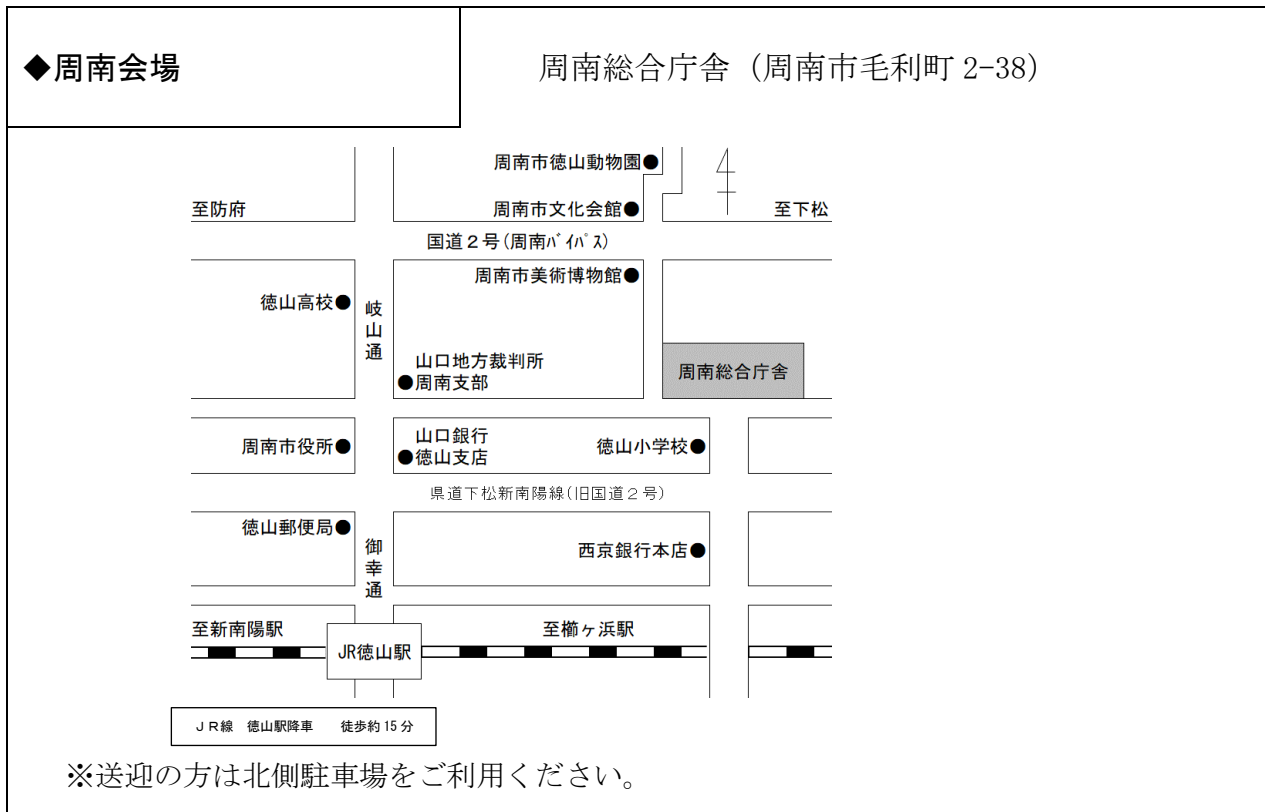 ◆周南会場
周南総合庁舎（周南市毛利町 2-38）
周南市徳山動物園●
至防府
周南市文化会館●
至下松
国道２号(周南ﾊﾞｲﾊﾟｽ)
周南市美術博物館●
徳山高校●
岐山通
山口地方裁判所
●周南支部
周南総合庁舎
周南市役所●
山口銀行
●徳山支店
徳山小学校●
県道下松新南陽線(旧国道２号)
徳山郵便局●
御幸通
西京銀行本店●
至新南陽駅
至櫛ヶ浜駅
JR徳山駅
ＪＲ線　徳山駅降車　　徒歩約15分
※送迎の方は北側駐車場をご利用ください。